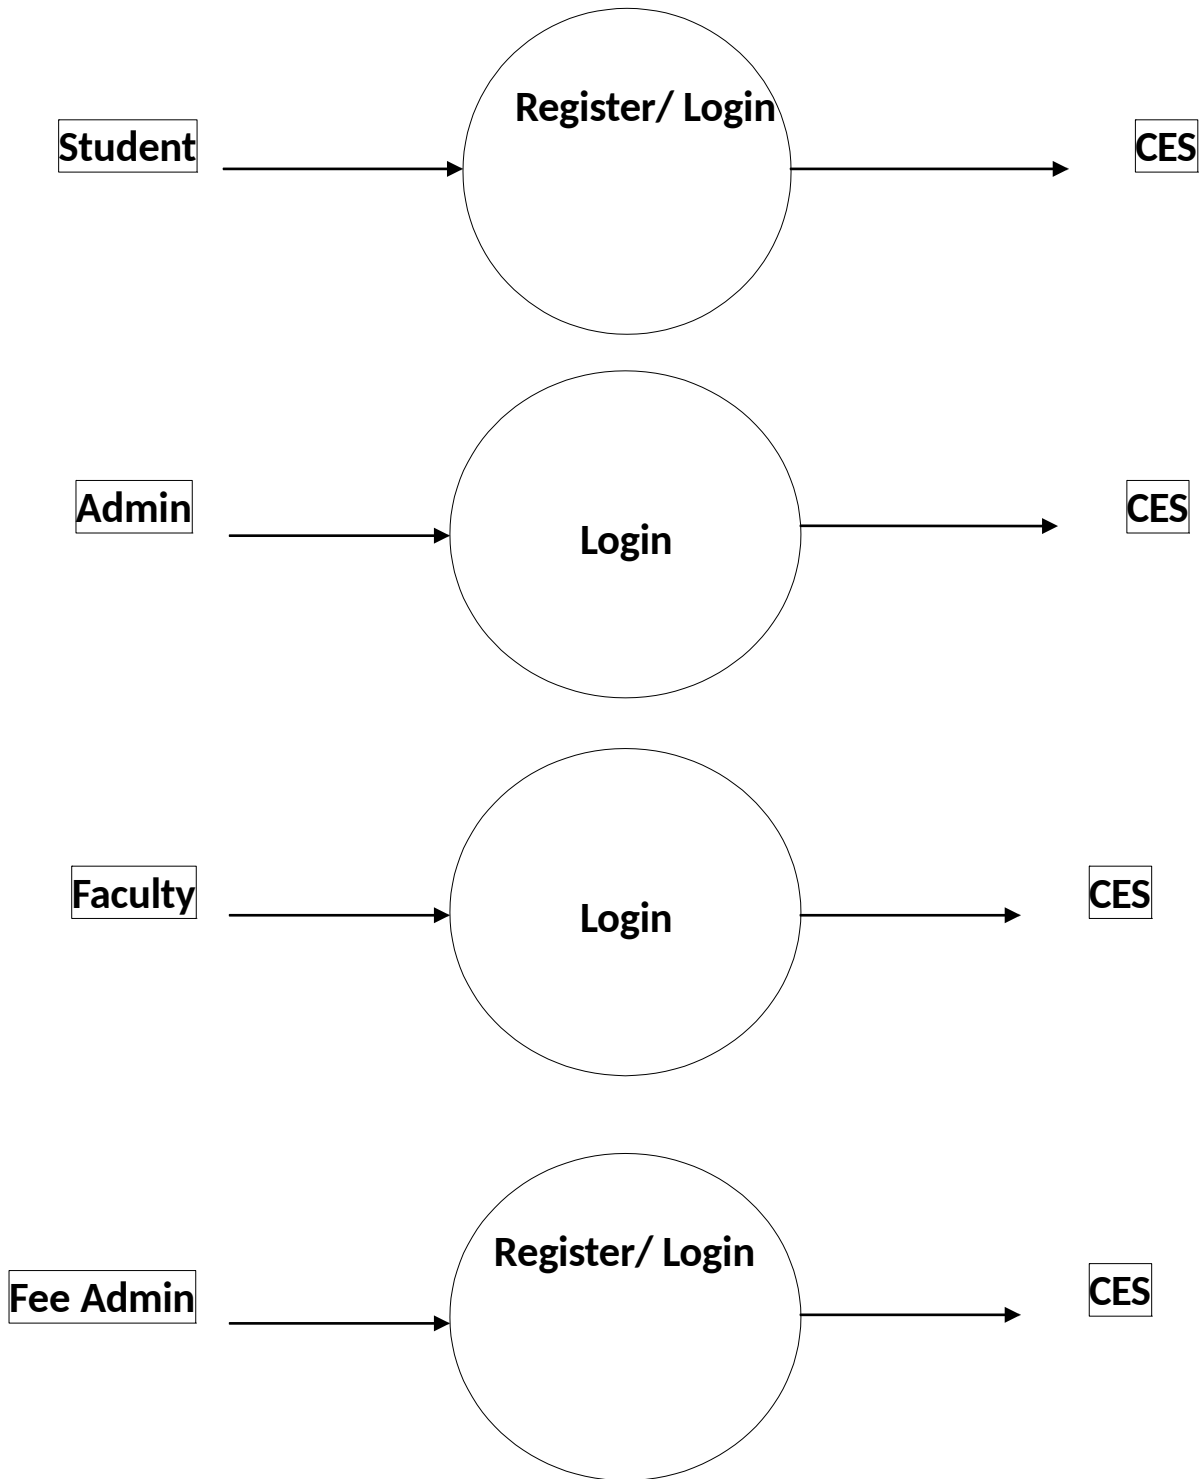 Register/ Login
Student
CES
Admin
Login
CES
Faculty
Login
CES
Register/ Login
Fee Admin
CES